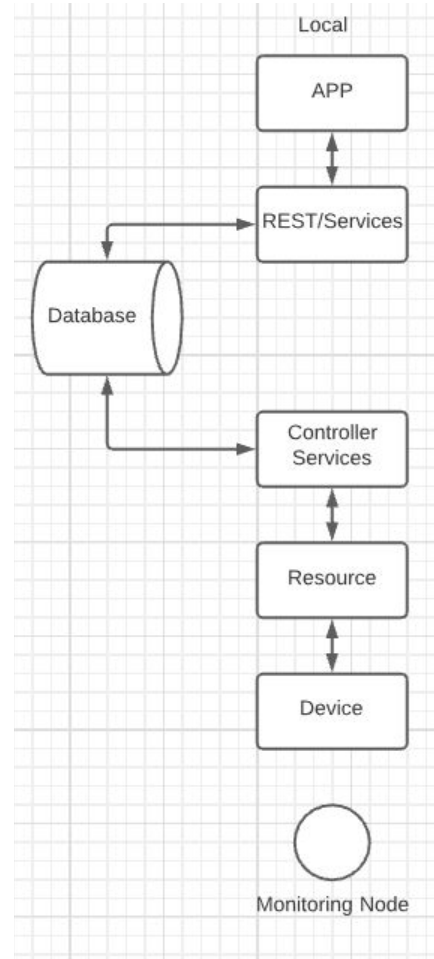 Local
APP
REST/Services
Database
Controller
Services
Resource
Device
Monitoring Node